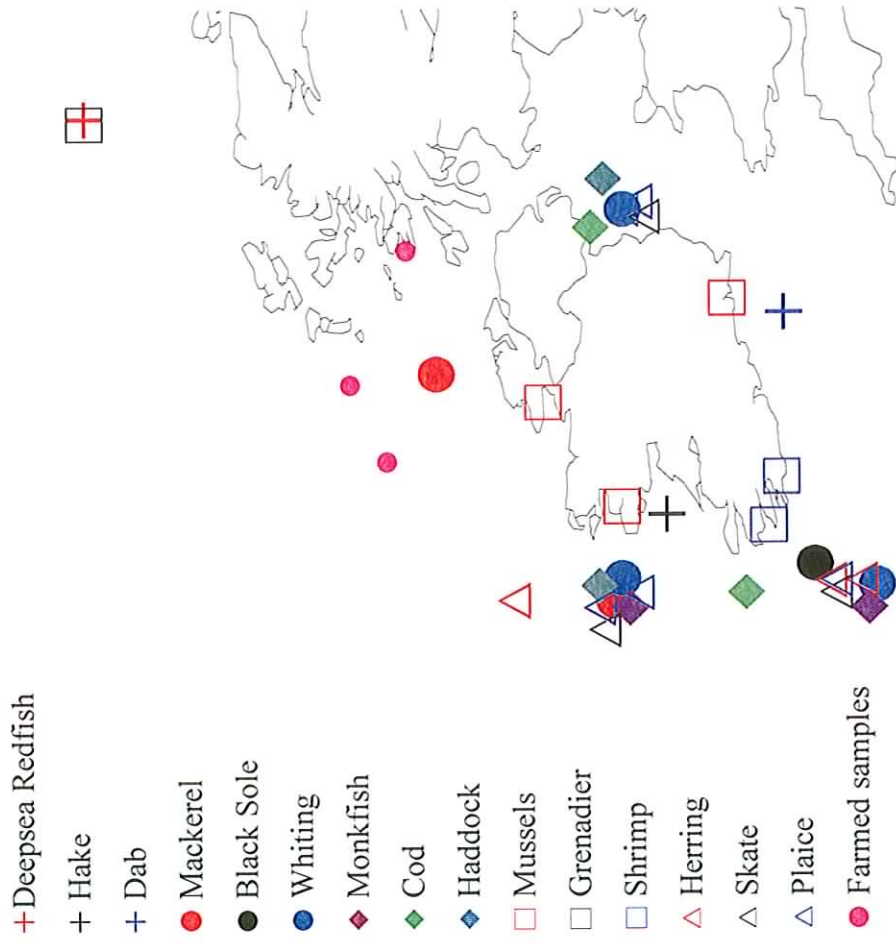 Deepsea Redfish
Hake
Dab
Mackerel
Black Sole
Whiting
Monkfish
Cod
Haddock
Mussels
Grenadier
Shrimp
Herring
Skate
Plaice
Farmed samples